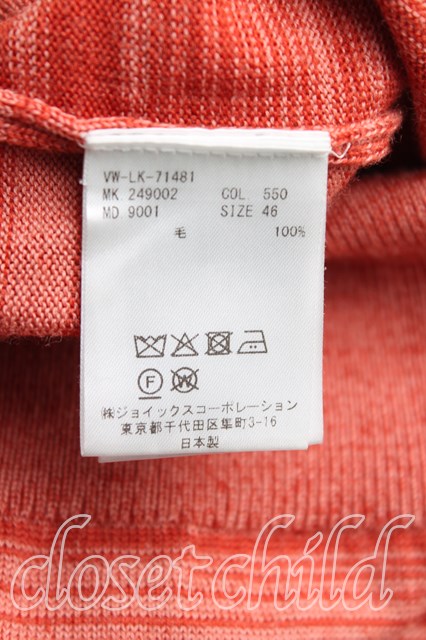 VW-LK-71481
MK 249002 COL 550
MD 9001 SIZE 46
毛 100%
F W
㈱ジョイックスコーポレーション
東京都千代田区隼町3-16
日本製
closetchild